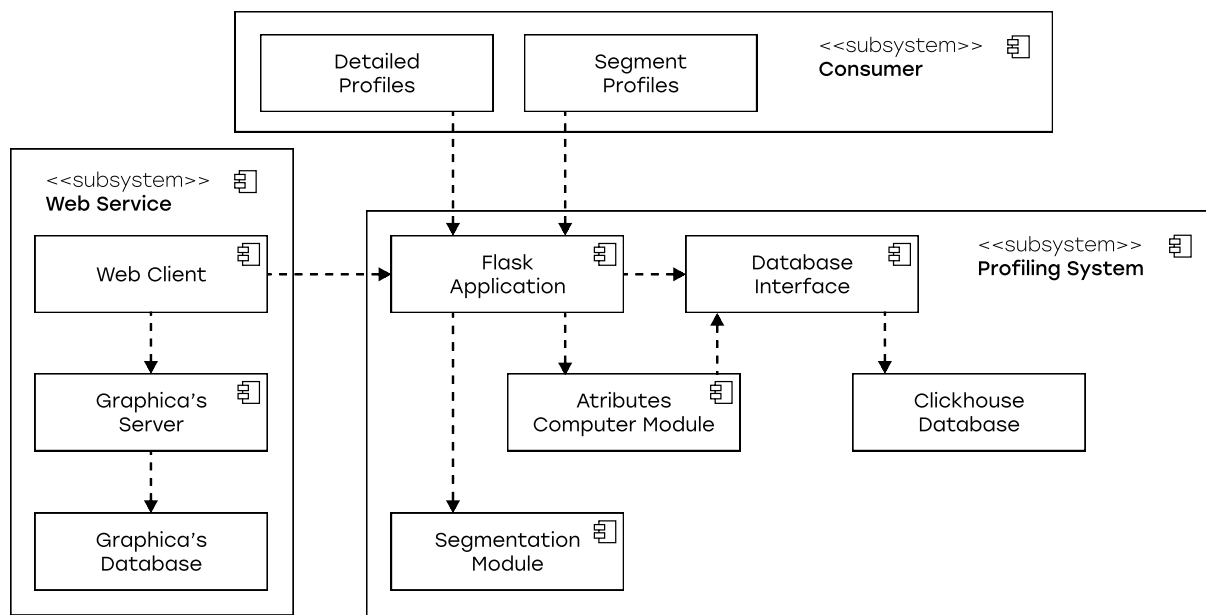 Detailed
Profiles
Segment
Profiles
<<subsystem>>
Consumer
<<subsystem>>
Web Service
Web Client
Graphica's
Server
Graphica's
Database
<<subsystem>>
Profiling System
Flask
Application
Database
Interface
Atributes
Computer Module
Clickhouse
Database
Segmentation
Module